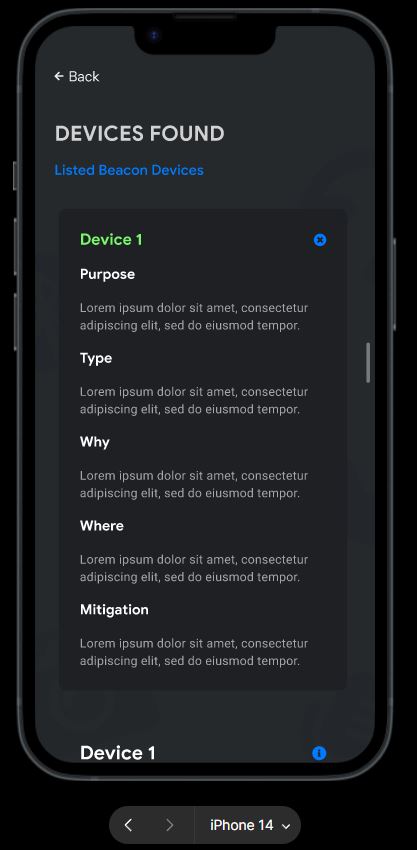 Back
DEVICES FOUND
Listed Beacon Devices
Device 1
Purpose
Lorem ipsum dolor sit amet, consectetur
adipiscing elit, sed do eiusmod tempor.
Type
Lorem ipsum dolor sit amet, consectetur
adipiscing elit, sed do eiusmod tempor.
Why
Lorem ipsum dolor sit amet, consectetur
adipiscing elit, sed do eiusmod tempor.
Where
Lorem ipsum dolor sit amet, consectetur
adipiscing elit, sed do eiusmod tempor.
Mitigation
Lorem ipsum dolor sit amet, consectetur
adipiscing elit, sed do eiusmod tempor.
Device 1
iPhone 14